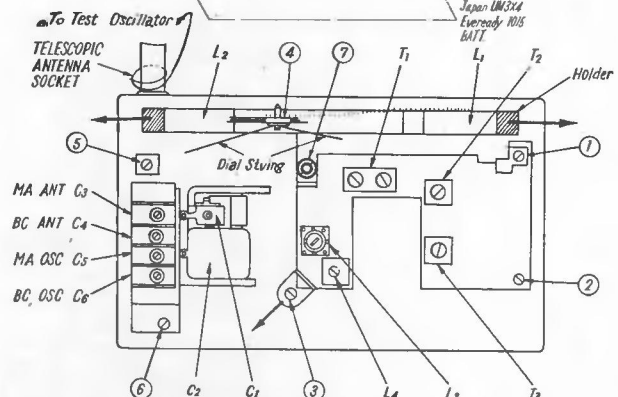 To Test Oscillator
Japan UM3X4
Eveready 1015
BATT.
TELESCOPIC
ANTENNA
SOCKET
L2
4
7
T1
L1
T2
Holder
Dial String
5
1
MA ANT C3
BC ANT C4
MA OSC C5
BC OSC C6
2
6
C2
C1
3
L4
T3